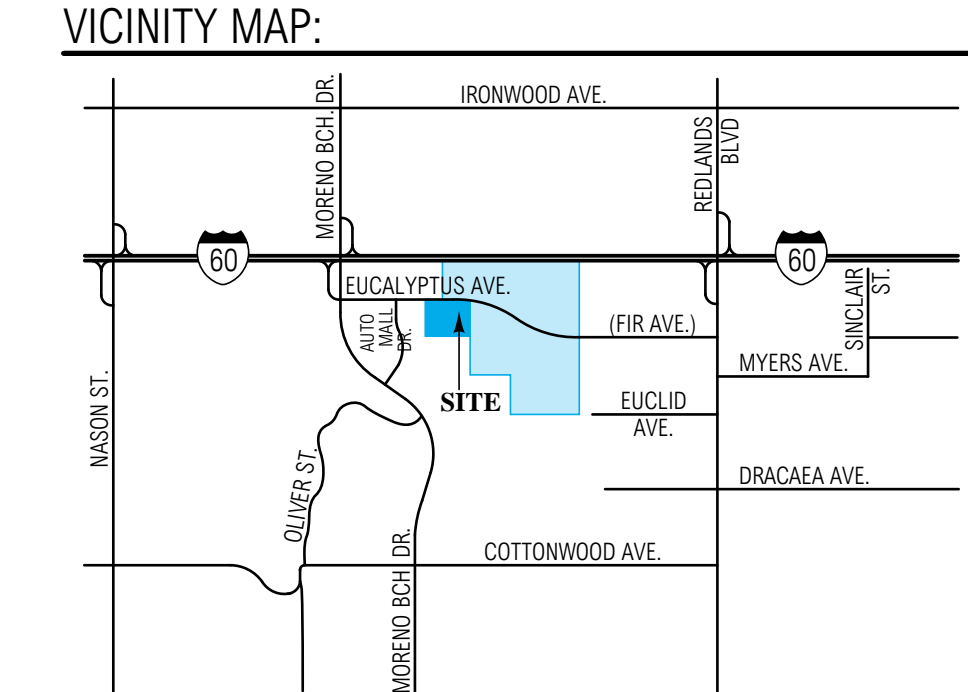 VICINITY MAP:
IRONWOOD AVE.
MORENO BCH. DR.
REDLANDS
BLVD
60
60
EUCALYPTUS AVE.
(FIR AVE.)
SINCLAIR
ST.
AUTO
MALL
DR.
MYERS AVE.
SITE
EUCLID
AVE.
NASON ST.
DRACAEA AVE.
OLIVER ST.
COTTONWOOD AVE.
MORENO BCH DR.